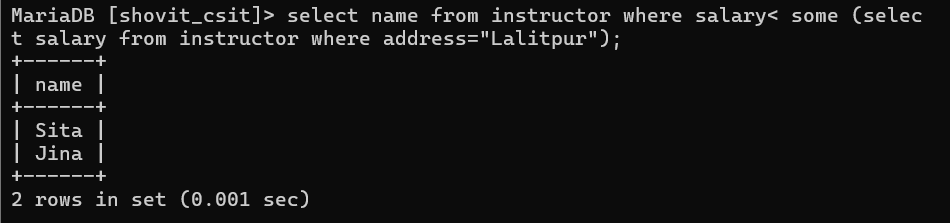 MariaDB [shovit_csit]> select name from instructor where salary< some (selec
t salary from instructor where address="Lalitpur");
+------+
| name |
+------+
| Sita |
| Jina |
+------+
2 rows in set (0.001 sec)